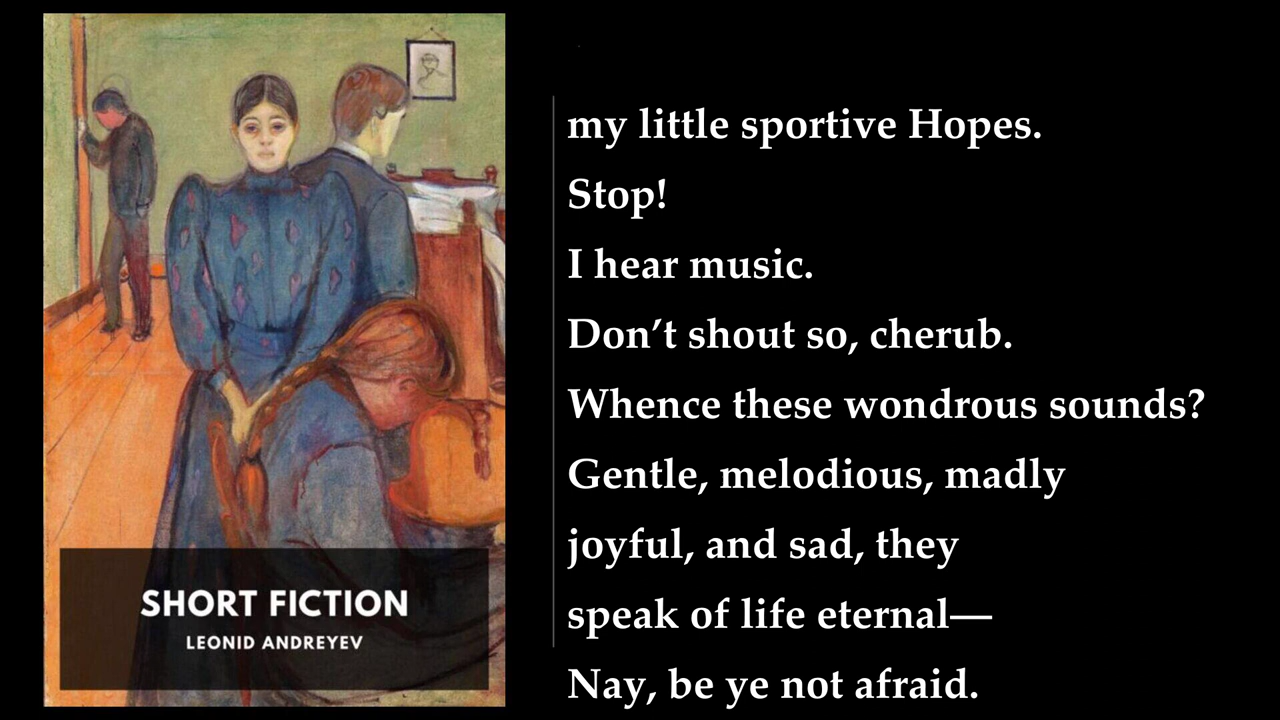 SHORT FICTION
LEONID ANDREYEV
my little sportive Hopes.
Stop!
I hear music.
Don’t shout so, cherub.
Whence these wondrous sounds?
Gentle, melodious, madly
joyful, and sad, they
speak of life eternal—
Nay, be ye not afraid.